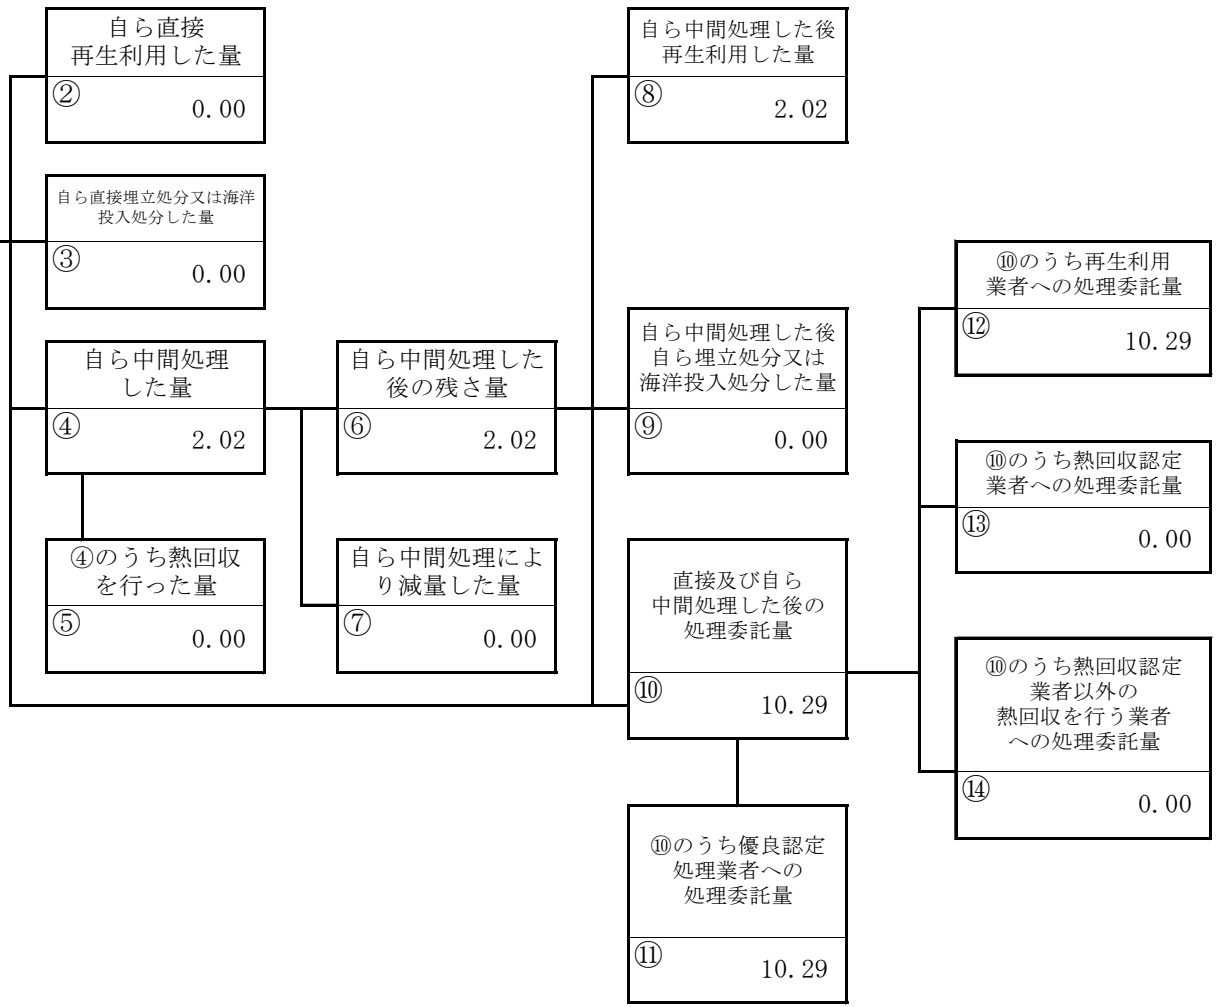 自ら直接
再生利用した量
②
0.00
自ら直接埋立処分又は海洋
投入処分した量
③
0.00
自ら中間処理
した量
④
2.02
④のうち熱回収
を行った量
⑤
0.00
自ら中間処理した
後の残さ量
⑥
2.02
自ら中間処理によ
り減量した量
⑦
0.00
自ら中間処理した後
再生利用した量
⑧
2.02
自ら中間処理した後
自ら埋立処分又は
海洋投入処分した量
⑨
0.00
直接及び自ら
中間処理した後の
処理委託量
⑩
10.29
⑩のうち優良認定
処理業者への
処理委託量
⑪
10.29
⑩のうち再生利用
業者への処理委託量
⑫
10.29
⑩のうち熱回収認定
業者への処理委託量
⑬
0.00
⑩のうち熱回収認定
業者以外の
熱回収を行う業者
への処理委託量
⑭
0.00